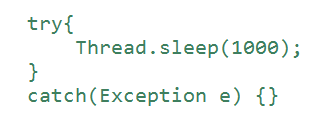 try{
    Thread.sleep(1000);
}
catch(Exception e) {}